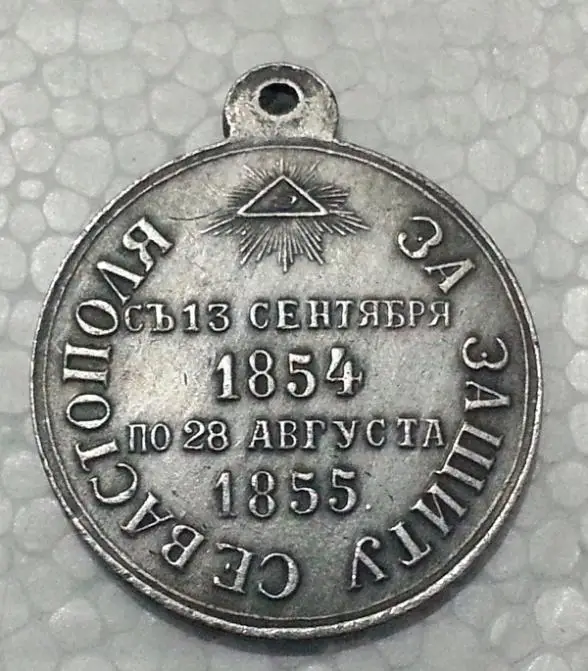 ЗА ЗАЩИТУ СЕВАСТОПОЛЯ
СЪ 13 СЕНТЯБРЯ
1854
ПО 28 АВГУСТА
1855.